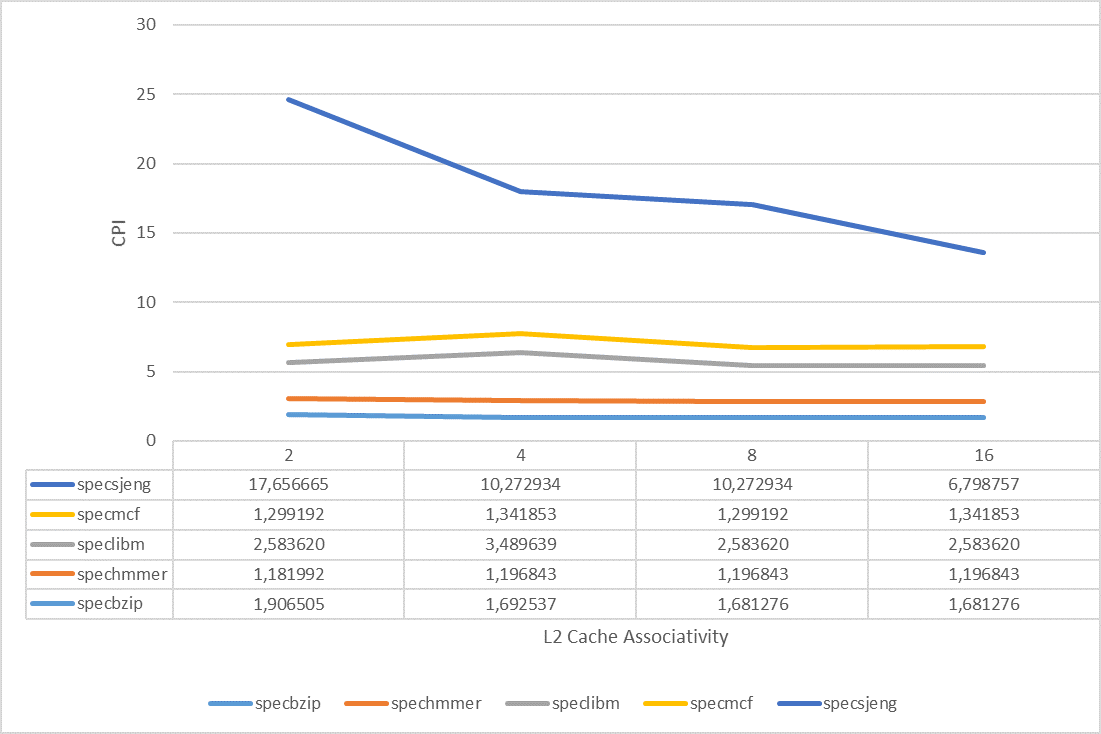 30
25
20
15
10
5
0
CPI
2 4 8 16
specsjeng 17,656665 10,272934 10,272934 6,798757
specmcf 1,299192 1,341853 1,299192 1,341853
speclibm 2,583620 3,489639 2,583620 2,583620
spechmmer 1,181992 1,196843 1,196843 1,196843
specbzip 1,906505 1,692537 1,681276 1,681276
L2 Cache Associativity
specbzip spechmmer speclibm specmcf specsjeng